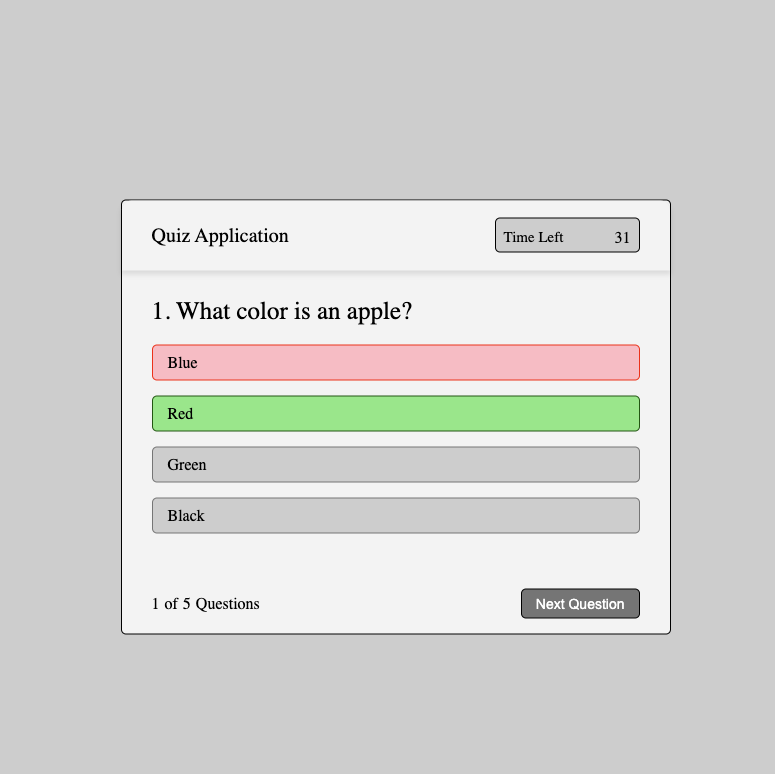 Quiz Application
Time Left 31
1. What color is an apple?
Blue
Red
Green
Black
1 of 5 Questions
Next Question